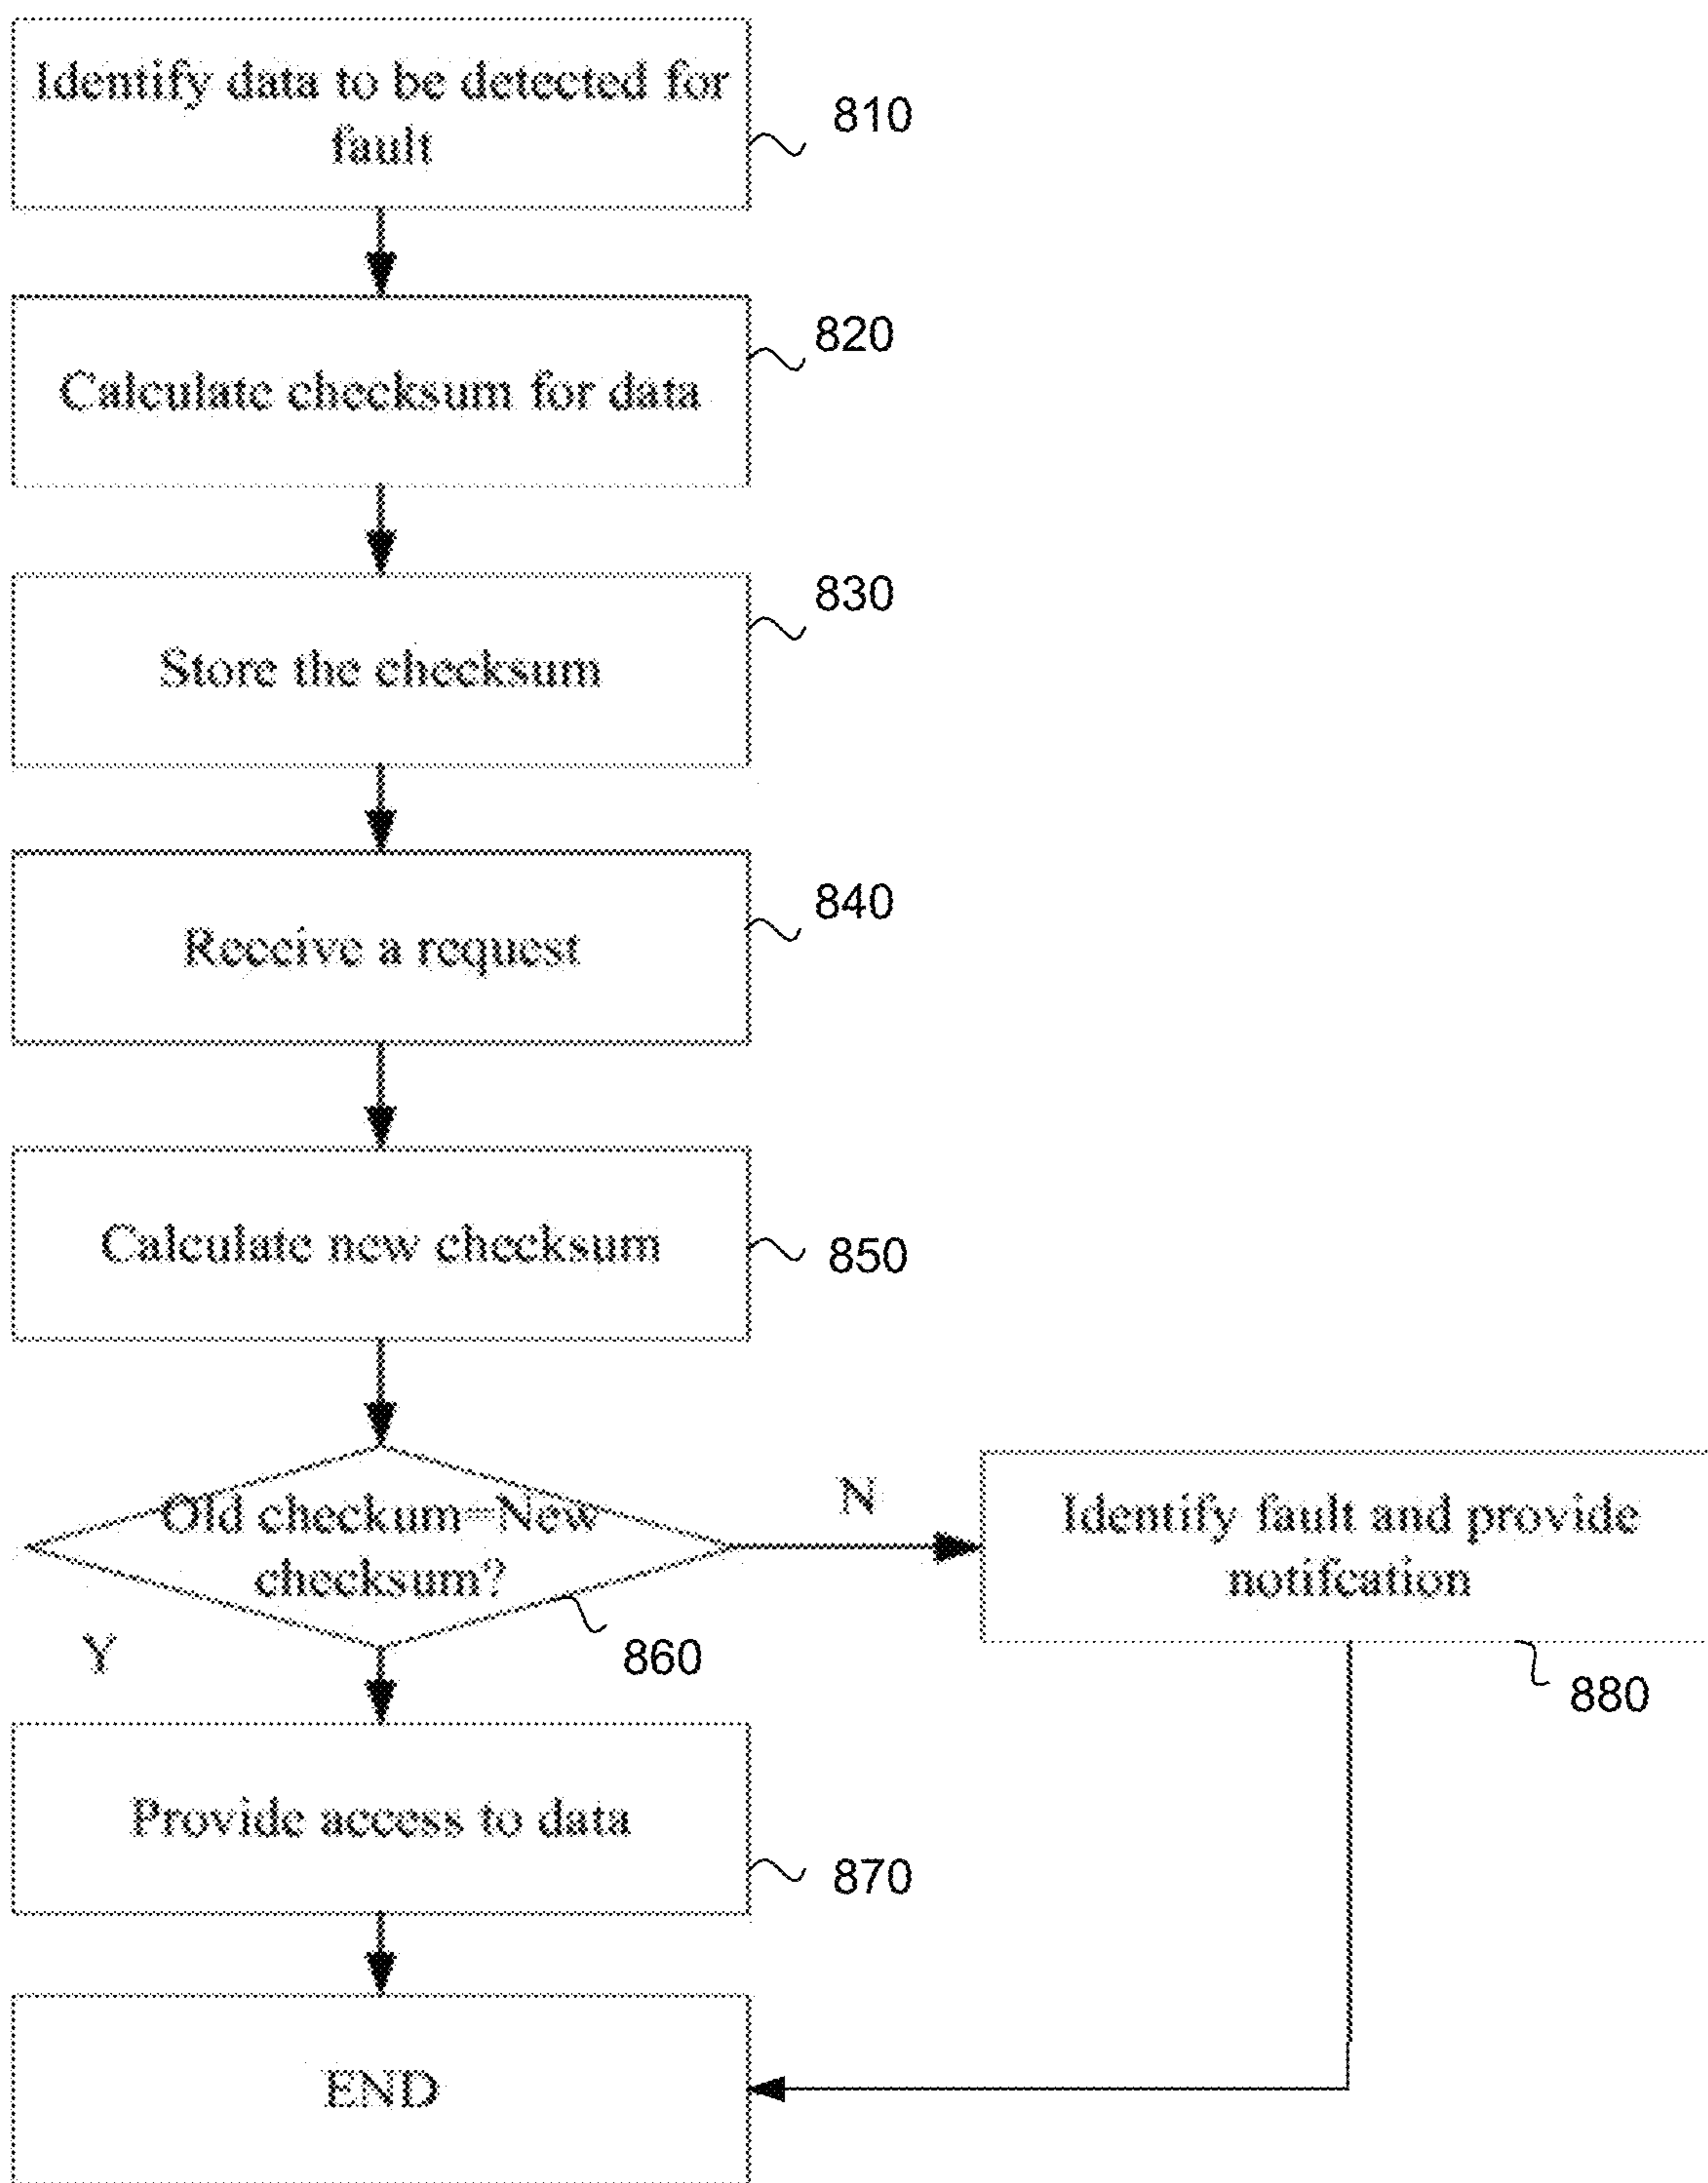 Identify data to be detected for
fault
810
Calculate checksum for data
820
Store the checksum
830
Receive a request
840
Calculate new checksum
850
Old checkum=New
checksum?
860
N
Identify fault and provide
notifcation
880
Y
Provide access to data
870
END